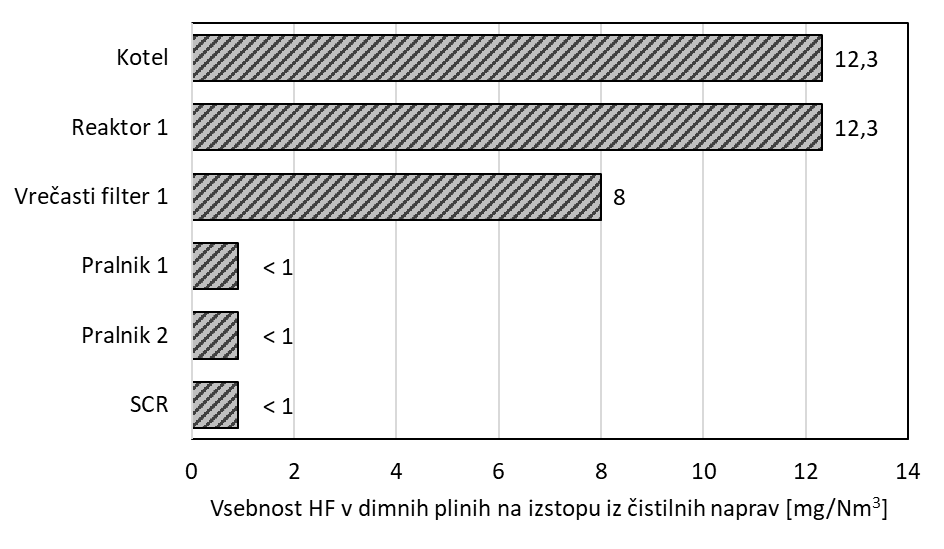 Kotel
12,3
Reaktor 1
12,3
Vrečasti filter 1
8
Pralnik 1
< 1
Pralnik 2
< 1
SCR
< 1
0 2 4 6 8 10 12 14
Vsebnost HF v dimnih plinih na izstopu iz čistilnih naprav [mg/Nm³]